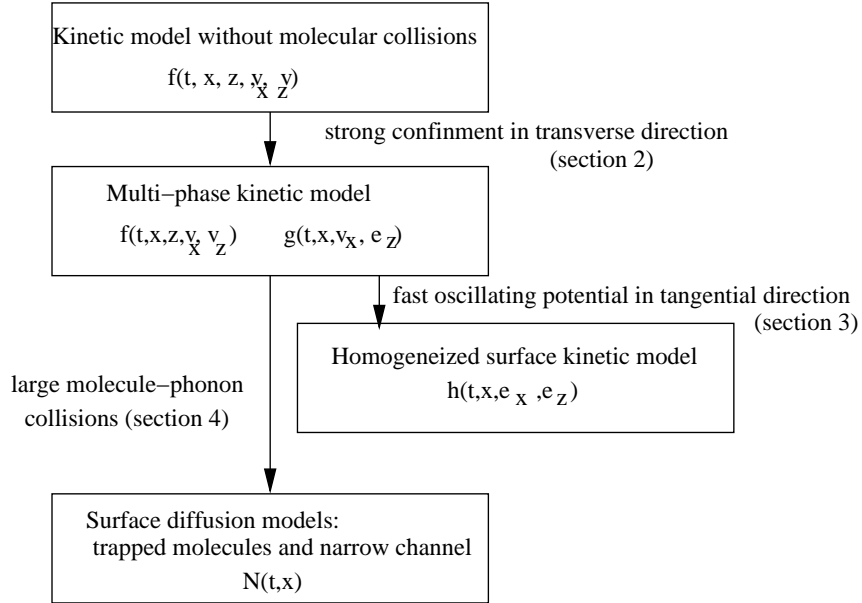 Kinetic model without molecular collisions
f(t, x, z, v_x, v_z)
strong confinment in transverse direction
(section 2)
Multi−phase kinetic model
f(t,x,z,v_x, v_z) g(t,x,v_x, e_z)
fast oscillating potential in tangential direction
(section 3)
Homogeneized surface kinetic model
h(t,x,e_x ,e_z)
large molecule−phonon
collisions (section 4)
Surface diffusion models:
trapped molecules and narrow channel
N(t,x)